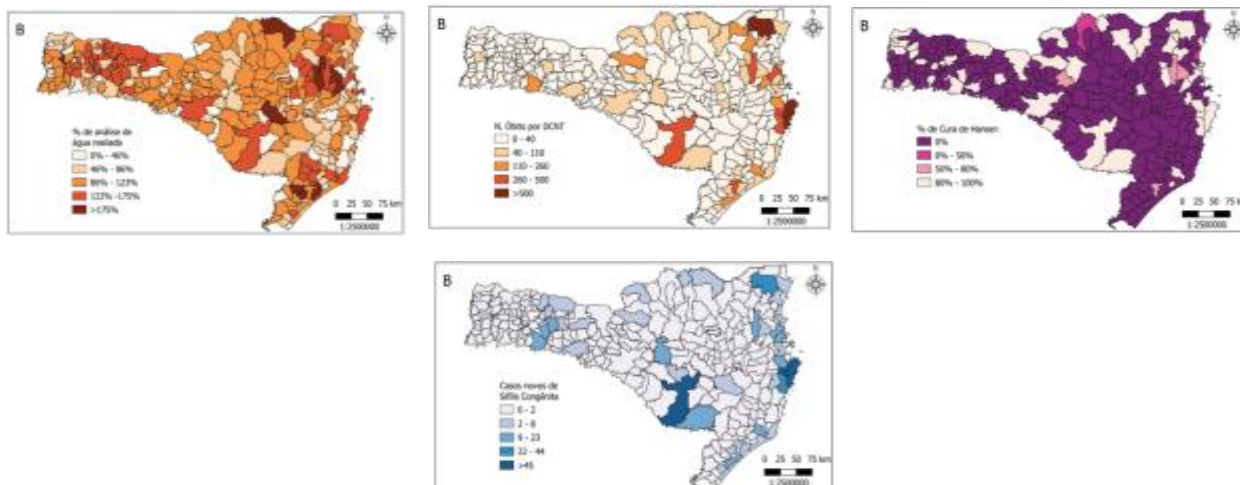 B
N
% de análise de
água realiada
0% - 46%
46% - 86%
86% - 123%
123% -175%
>175%
0 25 50 75 km
1:2500000
B
N. Óbito por DCNT
0 - 40
40 - 110
110 - 260
260 - 500
>500
0 25 50 75 km
1:2500000
B
% de Cura de Hansen
0%
0% - 50%
50% - 80%
80% - 100%
0 25 50 75 km
1:2500000
B
Casos novos de
Sífilis Congênita
0 - 2
2 - 8
9 - 23
22 - 44
>45
0 25 50 75 km
1:2500000